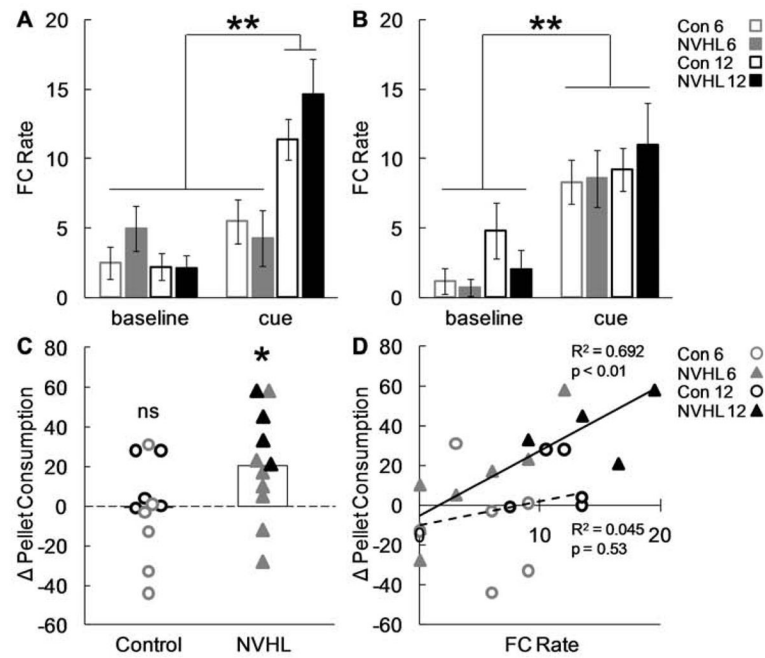 A
**
FC Rate
20
15
10
5
0
baseline cue
B
**
FC Rate
20
15
10
5
0
baseline cue
Con 6
NVHL 6
Con 12
NVHL 12
C
*
ns
Δ Pellet Consumption
80
60
40
20
0
-20
-40
-60
Control NVHL
D
R² = 0.692
p < 0.01
Δ Pellet Consumption
80
60
40
20
0
-20
-40
-60
0 10 20
R² = 0.045
p = 0.53
FC Rate
Con 6
NVHL 6
Con 12
NVHL 12